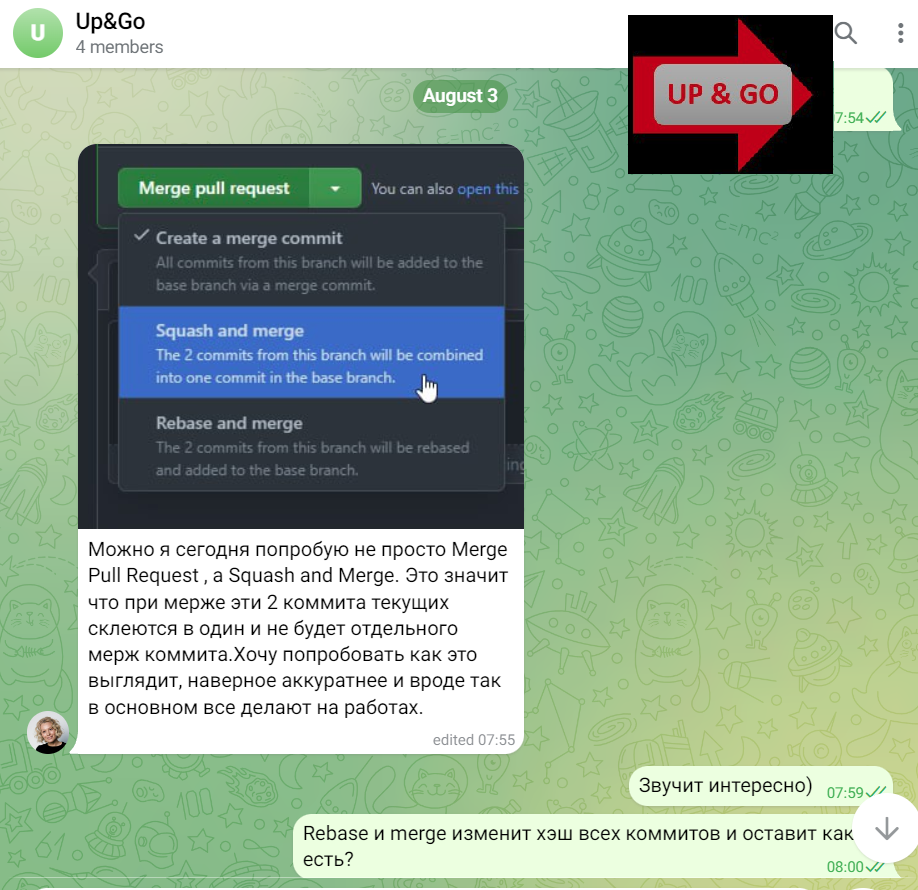 U
Up&Go
4 members
UP & GO
August 3
7:54
Merge pull request
You can also open this
Create a merge commit
All commits from this branch will be added to the
base branch via a merge commit.
Squash and merge
The 2 commits from this branch will be combined
into one commit in the base branch.
Rebase and merge
The 2 commits from this branch will be rebased
and added to the base branch.
Можно я сегодня попробую не просто Merge
Pull Request , а Squash and Merge. Это значит
что при мерже эти 2 коммита текущих
склеются в один и не будет отдельного
мерж коммита.Хочу попробовать как это
выглядит, наверное аккуратнее и вроде так
в основном все делают на работах.
edited 07:55
Звучит интересно)
07:59
Rebase и merge изменит хэш всех коммитов и оставит как
есть?
08:00